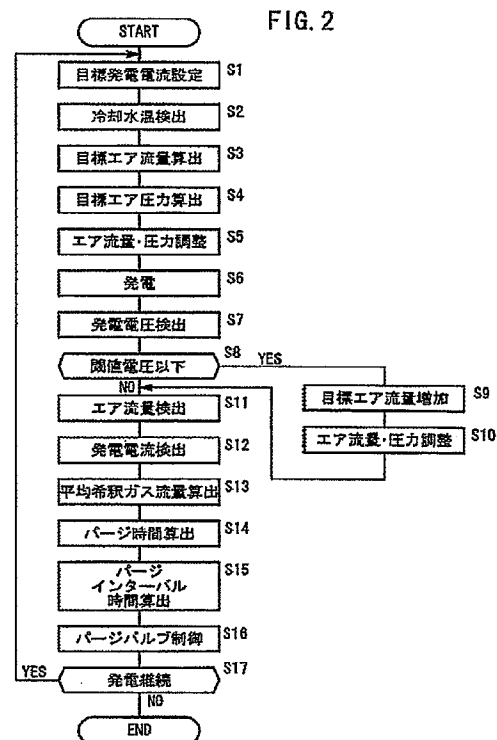 FIG. 2
START
目標発電電流設定 S1
冷却水温検出 S2
目標エア流量算出 S3
目標エア圧力算出 S4
エア流量・圧力調整 S5
発電 S6
発電電圧検出 S7
閾値電圧以下 S8
YES
NO
目標エア流量増加 S9
エア流量・圧力調整 S10
エア流量検出 S11
発電電流検出 S12
平均希釈ガス流量算出 S13
パージ時間算出 S14
パージ S15
インターバル
時間算出
パージバルブ制御 S16
発電継続 S17
YES
NO
END